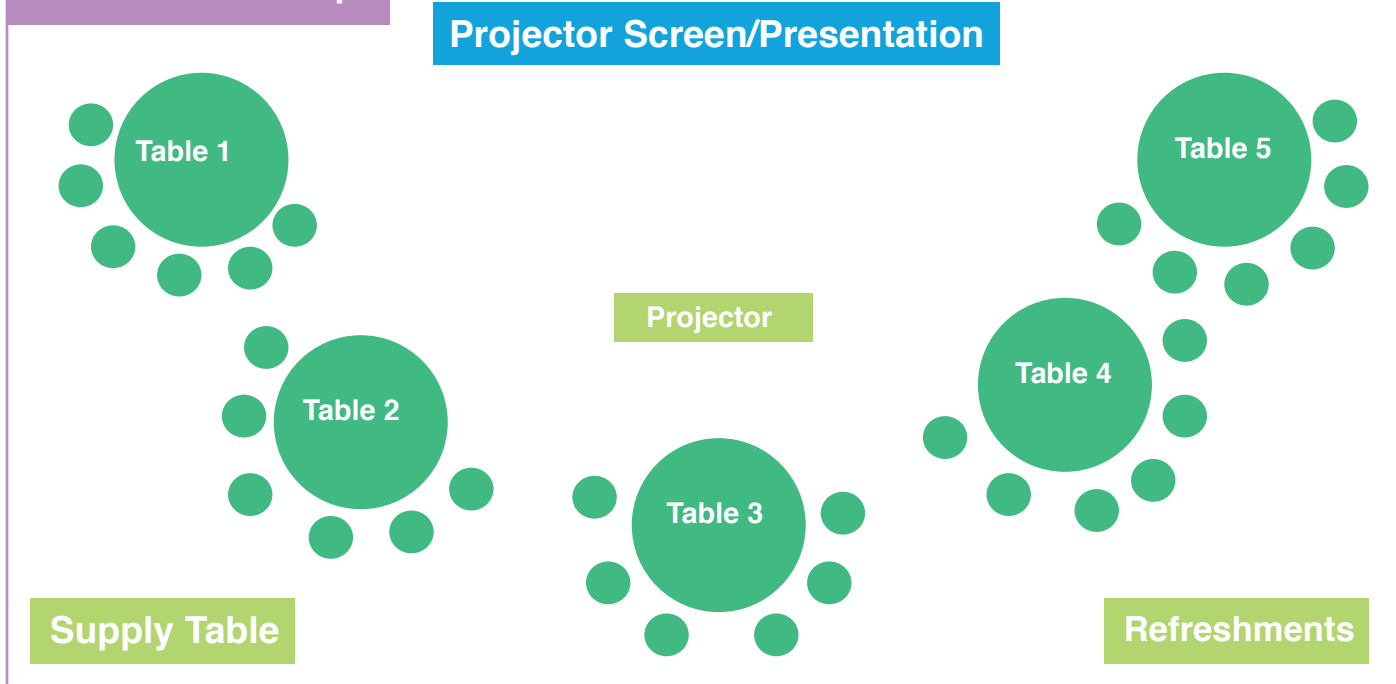 Projector Screen/Presentation
Table 1
Table 5
Projector
Table 4
Table 2
Table 3
Supply Table
Refreshments